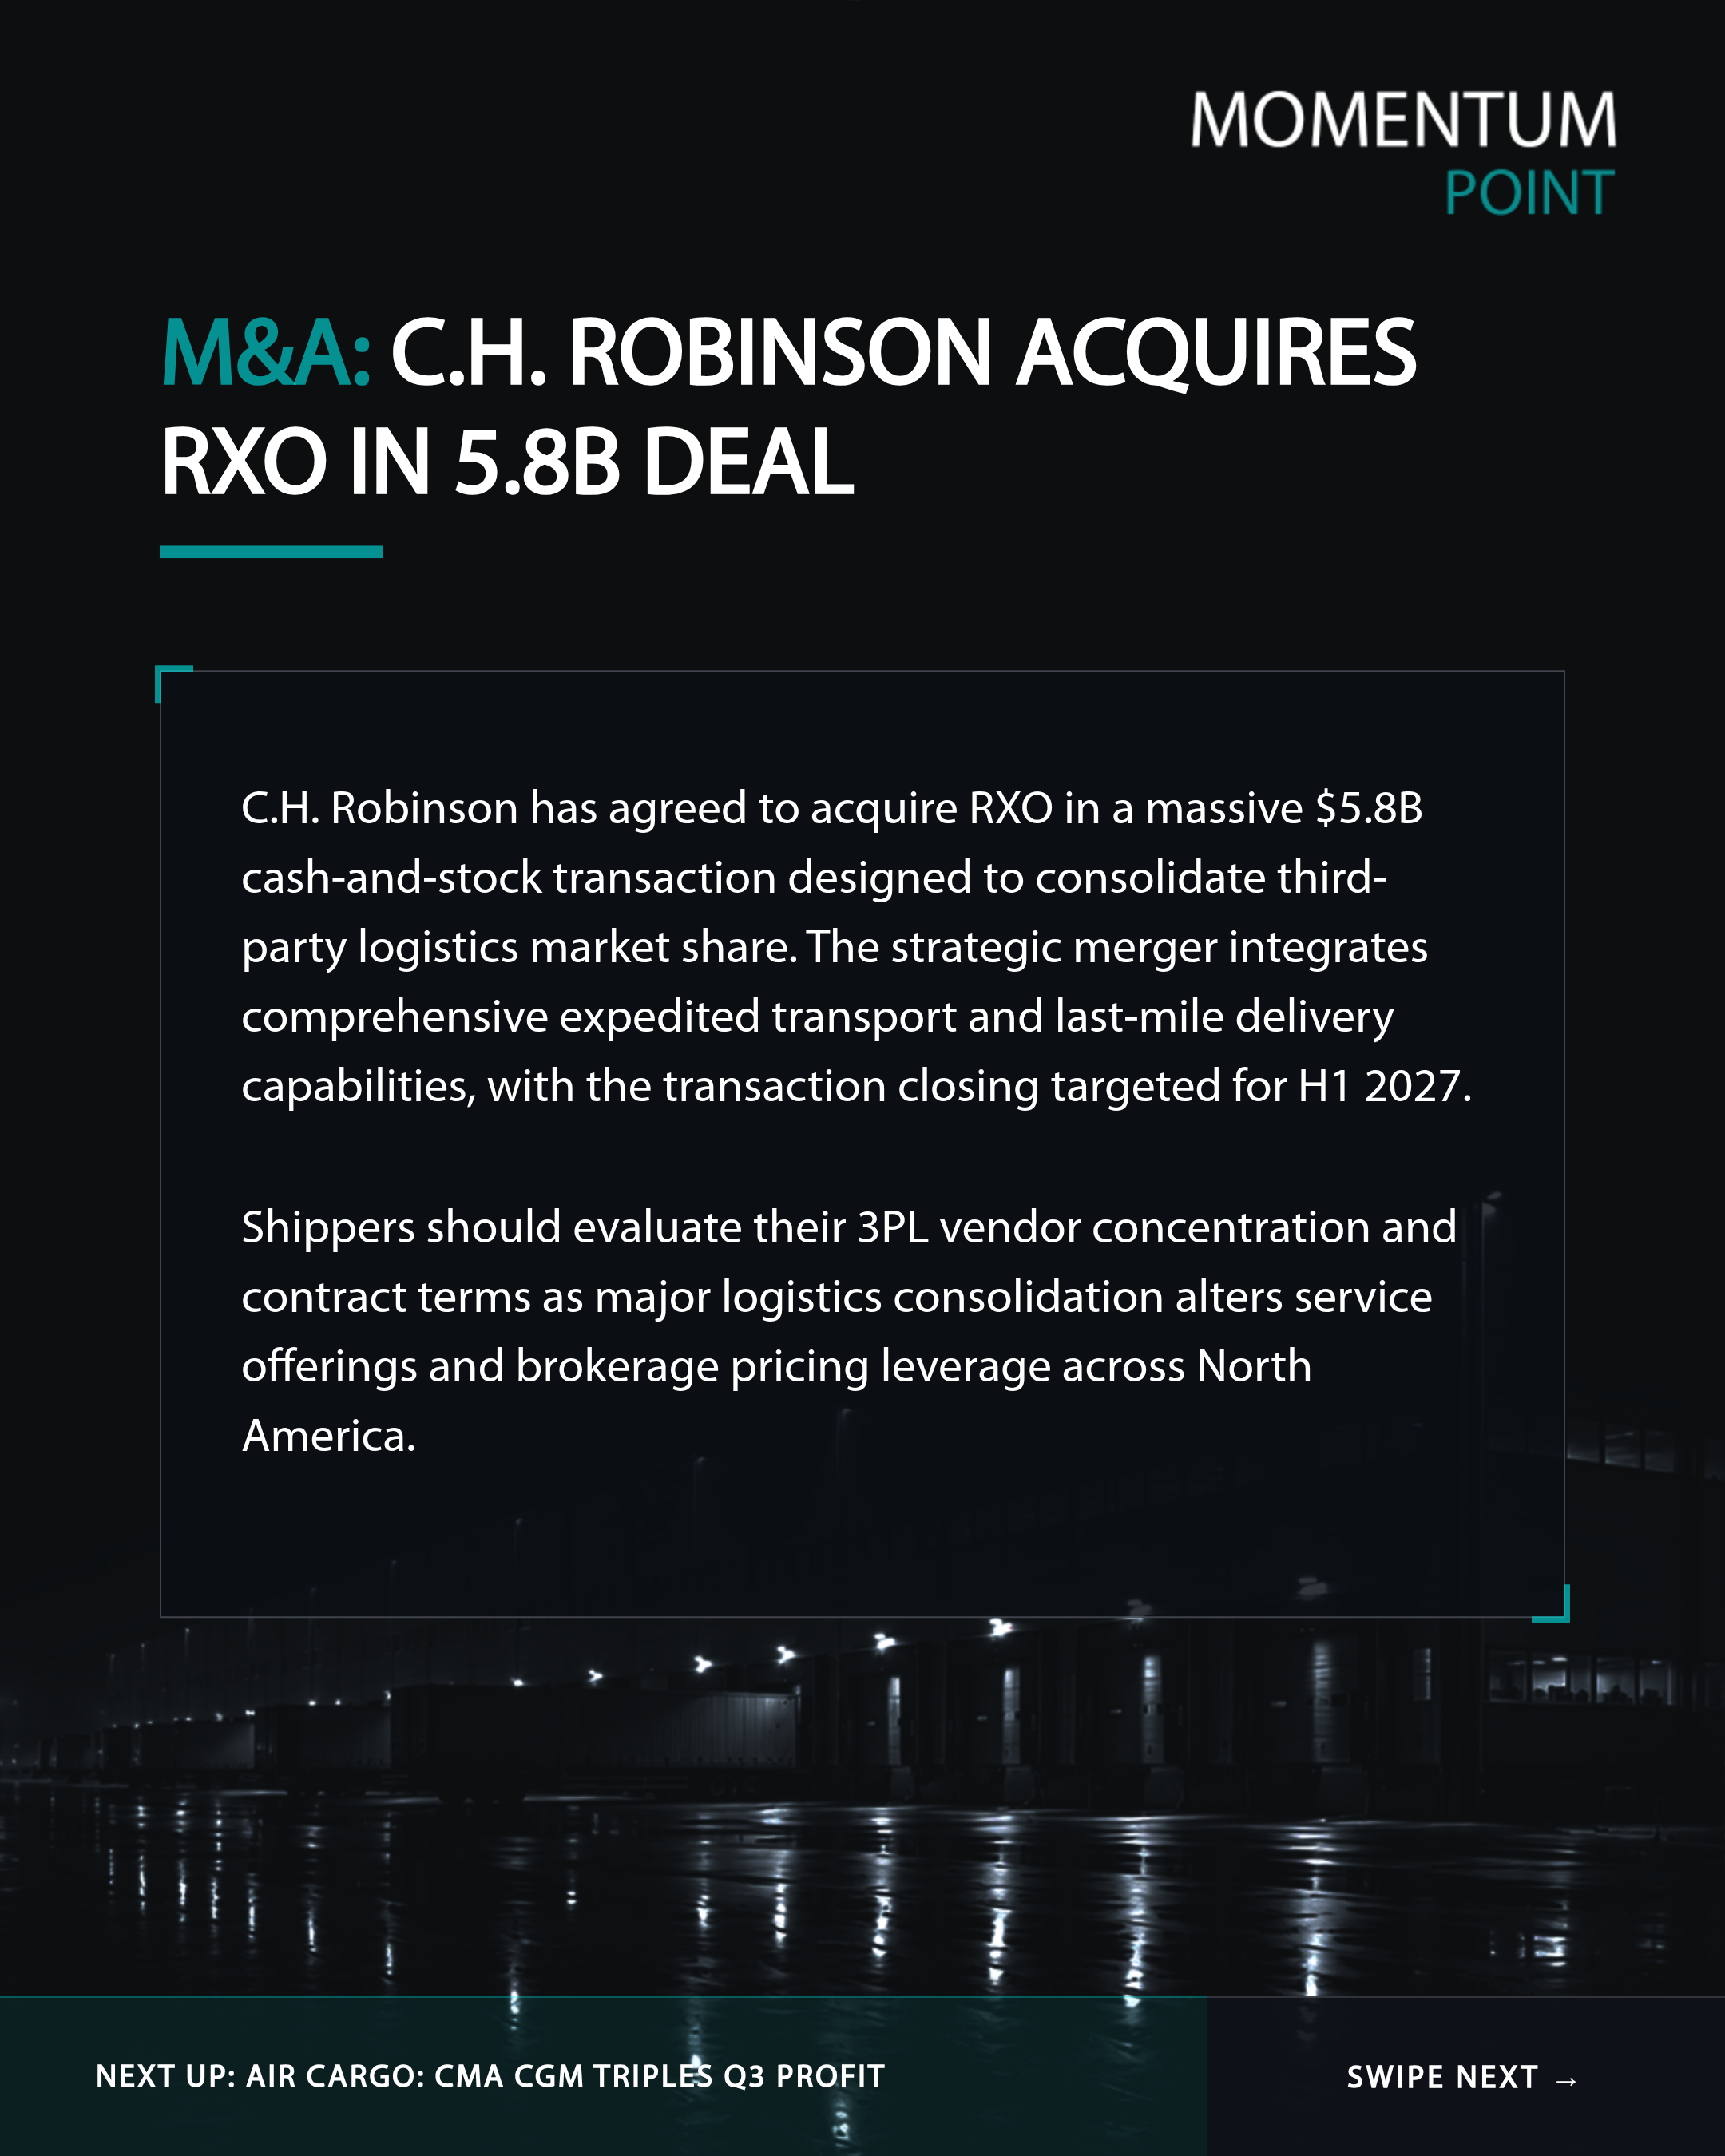 MOMENTUM
POINT
M&A: C.H. ROBINSON ACQUIRES
RXO IN 5.8B DEAL
C.H. Robinson has agreed to acquire RXO in a massive $5.8B
cash-and-stock transaction designed to consolidate third-
party logistics market share. The strategic merger integrates
comprehensive expedited transport and last-mile delivery
capabilities, with the transaction closing targeted for H1 2027.
Shippers should evaluate their 3PL vendor concentration and
contract terms as major logistics consolidation alters service
offerings and brokerage pricing leverage across North
America.
NEXT UP: AIR CARGO: CMA CGM TRIPLES Q3 PROFIT
SWIPE NEXT →